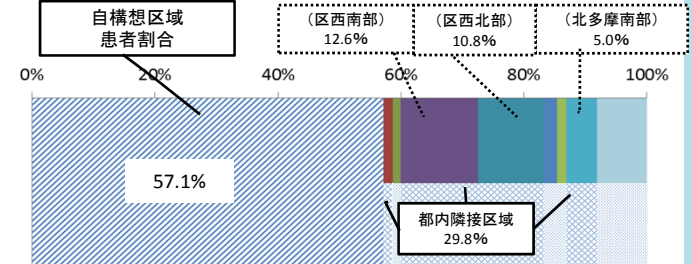 自構想区域
患者割合
（区西南部）
12.6%
（区西北部）
10.8%
（北多摩南部）
5.0%
0%
20%
40%
60%
80%
100%
57.1%
都内隣接区域
29.8%